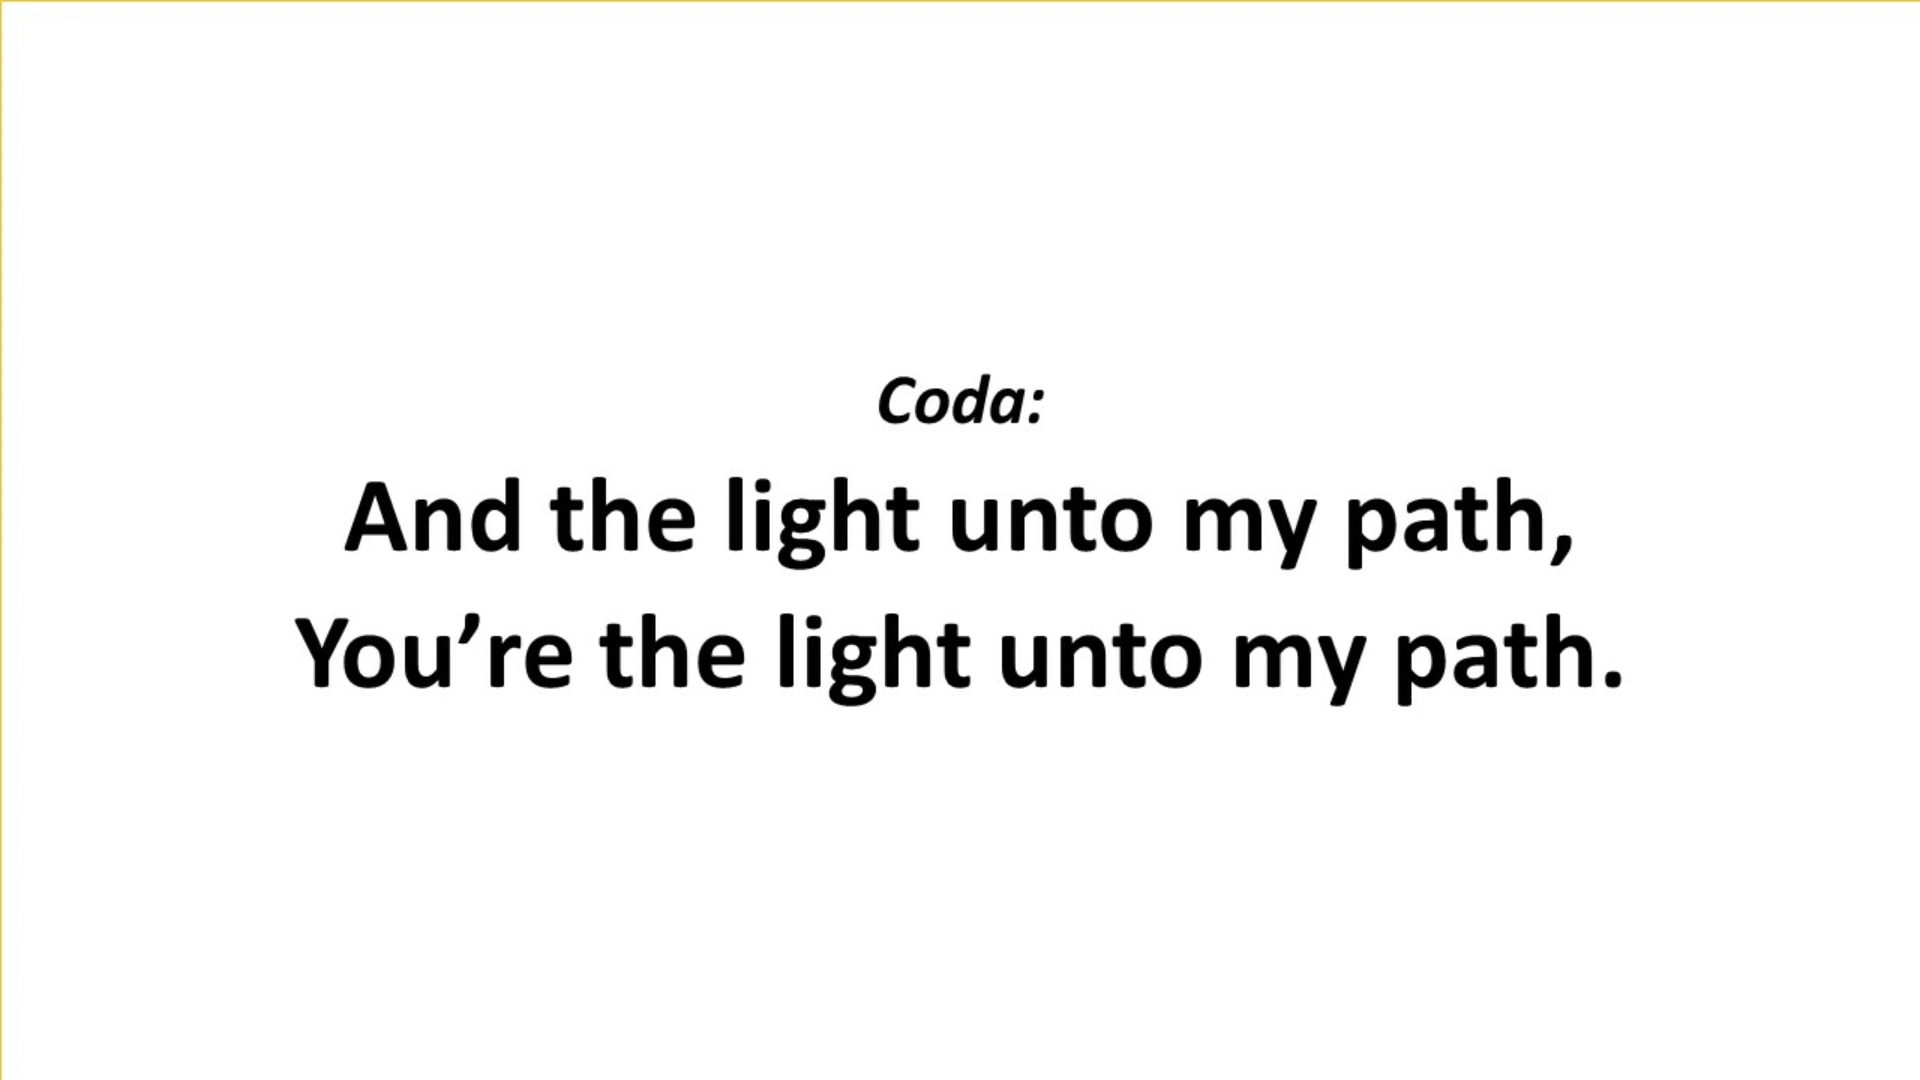 Coda:
And the light unto my path,
You’re the light unto my path.